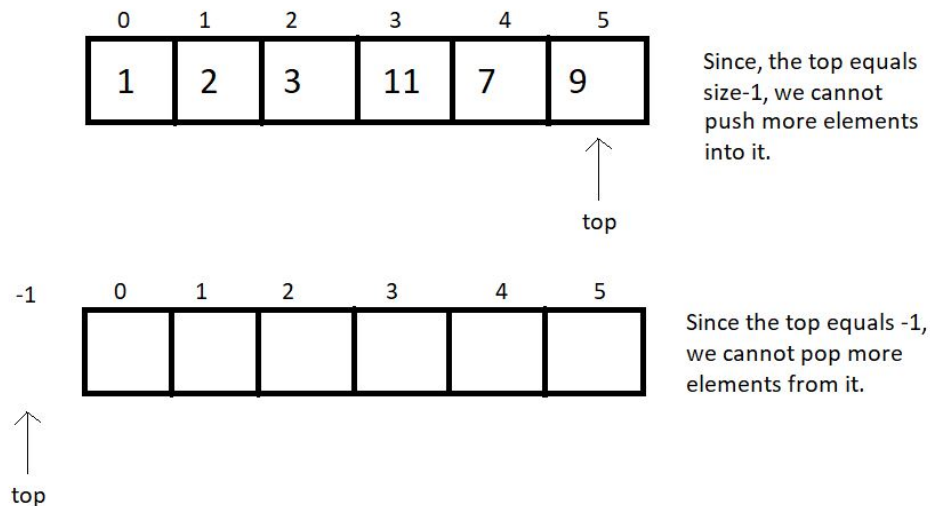 0 1 2 3 4 5
1 2 3 11 7 9
Since, the top equals
size-1, we cannot
push more elements
into it.
top
-1 0 1 2 3 4 5
Since the top equals -1,
we cannot pop more
elements from it.
top